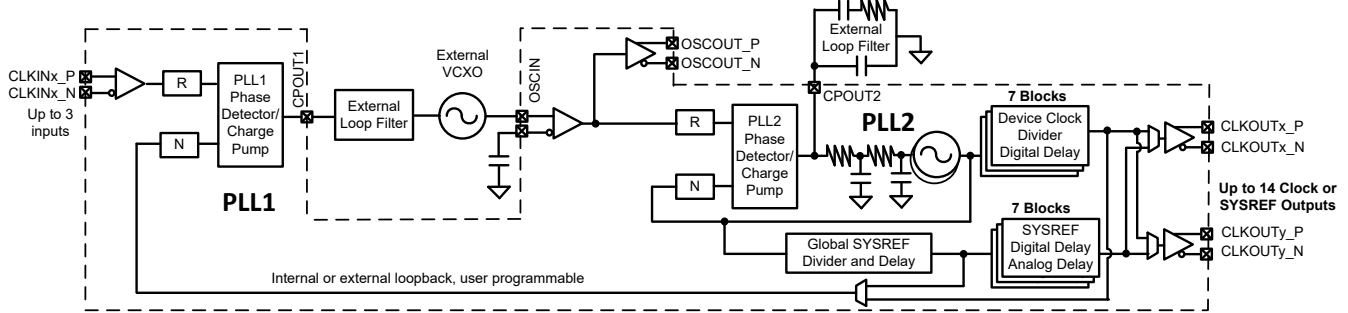 CLKINx_P
CLKINx_N
Up to 3
inputs
R
N
PLL1
Phase
Detector/
Charge
Pump
PLL1
CPOUT1
External
Loop Filter
External
VCXO
OSCIN
OSCOUT_P
OSCOUT_N
External
Loop Filter
CPOUT2
R
N
PLL2
Phase
Detector/
Charge
Pump
PLL2
7 Blocks
Device Clock
Divider
Digital Delay
CLKOUTx_P
CLKOUTx_N
Up to 14 Clock or
SYSREF Outputs
7 Blocks
SYSREF
Digital Delay
Analog Delay
CLKOUTy_P
CLKOUTy_N
Global SYSREF
Divider and Delay
Internal or external loopback, user programmable